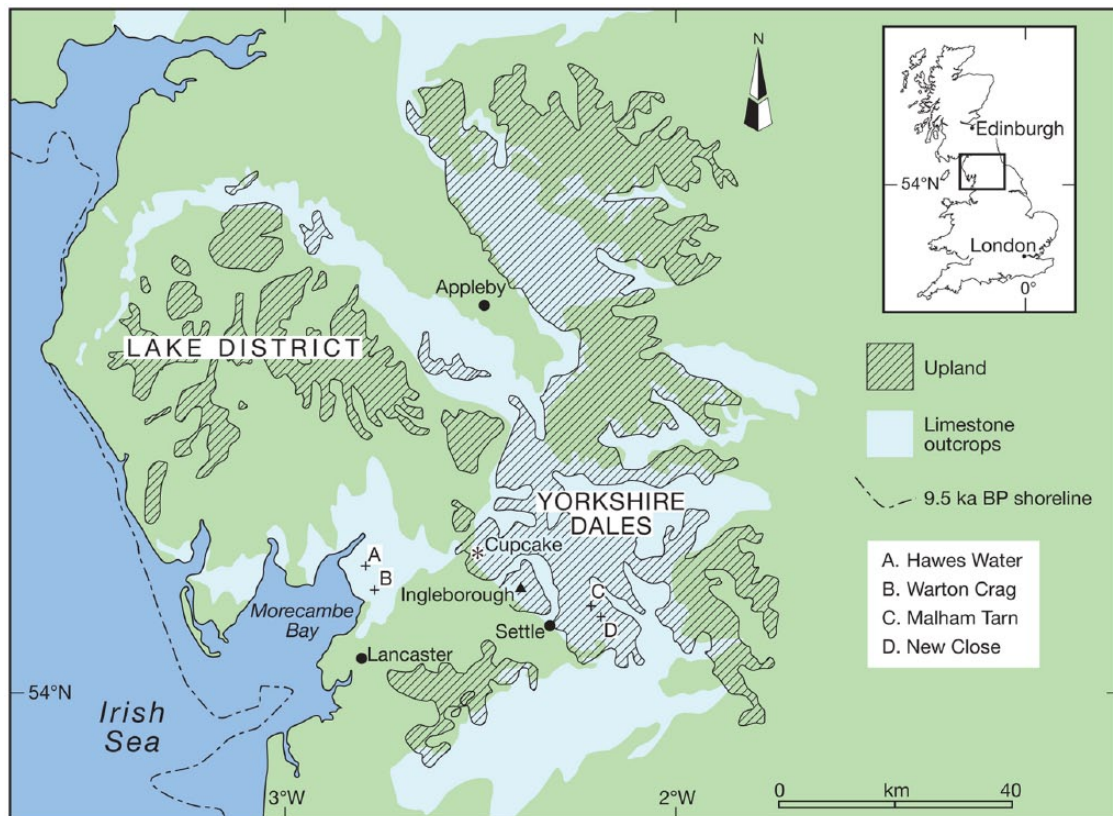 N
Edinburgh
54°N
London
0°
Appleby
LAKE DISTRICT
Upland
Limestone
outcrops
9.5 ka BP shoreline
YORKSHIRE
DALES
Cupcake
A
B
Ingleborough
C
D
Morecambe
Bay
Settle
Lancaster
A. Hawes Water
B. Warton Crag
C. Malham Tarn
D. New Close
54°N
Irish
Sea
3°W
2°W
0
km
40